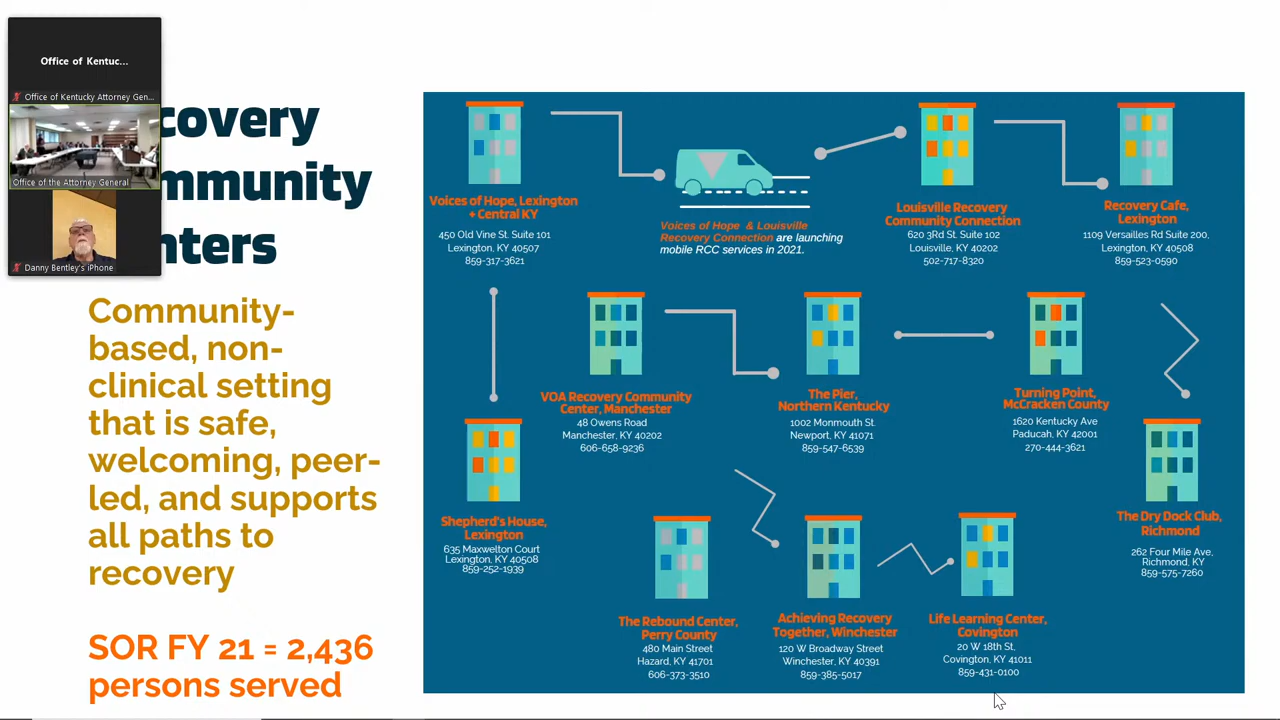 Office of Kentuc...
Office of Kentucky Attorney Gen...
Office of the Attorney General
Danny Bentley's iPhone
covery
mmunity
nters
Community-
based, non-
clinical setting
that is safe,
welcoming, peer-
led, and supports
all paths to
recovery
SOR FY 21 = 2,436
persons served
Voices of Hope, Lexington
+ Central KY
450 Old Vine St. Suite 101
Lexington, KY 40507
859-317-3621
Voices of Hope & Louisville
Recovery Connection are launching
mobile RCC services in 2021.
Louisville Recovery
Community Connection
620 3Rd St. Suite 102
Louisville, KY 40202
502-717-8320
Recovery Cafe,
Lexington
1109 Versailles Rd Suite 200,
Lexington, KY 40508
859-523-0590
VOA Recovery Community
Center, Manchester
48 Owens Road
Manchester, KY 40202
606-658-9236
The Pier,
Northern Kentucky
1002 Monmouth St.
Newport, KY 41071
859-547-6539
Turning Point,
McCracken County
1620 Kentucky Ave
Paducah, KY 42001
270-444-3621
Shepherd's House,
Lexington
635 Maxwelton Court
Lexington, KY 40508
859-252-1939
The Dry Dock Club,
Richmond
262 Four Mile Ave,
Richmond, KY
859-575-7260
The Rebound Center,
Perry County
480 Main Street
Hazard, KY 41701
606-373-3510
Achieving Recovery
Together, Winchester
120 W Broadway Street
Winchester, KY 40391
859-385-5017
Life Learning Center,
Covington
20 W 18th St,
Covington, KY 41011
859-431-0100